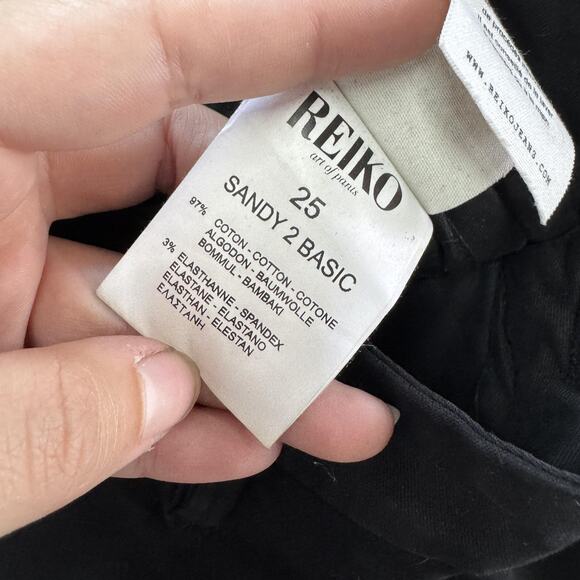 REIKO
art of pants
25
SANDY 2 BASIC
97%
COTON - COTTON - COTONE
ALGODON - BAUMWOLLE
BOMMUL - BAMBAKI
3%
ELASTHANNE - SPANDEX
ELASTANE - ELASTANO
ELASTHAN - ELESTAN
ΕΛΑΣΤΑΝΗ
WWW.REIKOJEANS.COM